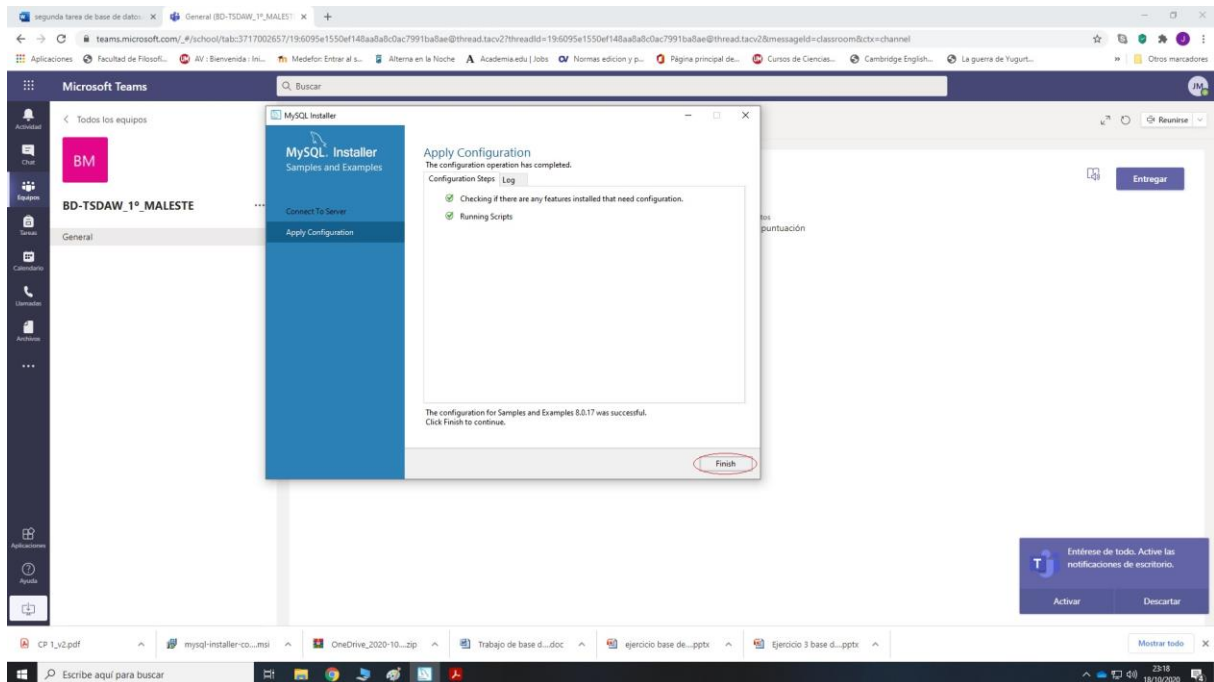 segunda tarea de base de datos
General (BD-TSDAW_1º_MALEST
teams.microsoft.com/_#/school/tab::3717002657/19:6095e1550ef148aa8a8c0ac7991ba8ae@thread.tacv2?threadId=19:6095e1550ef148aa8a8c0ac7991ba8ae@thread.tacv2&messageId=classroom&ctx=channel
Aplicaciones
Facultad de Filosofi...
AV : Bienvenida : Ini...
Medefor: Entrar al s...
Alterna en la Noche
Academia.edu | Jobs
Normas edicion y p...
Página principal de...
Cursos de Ciencias...
Cambridge English...
La guerra de Yugurt...
Otros marcadores
Microsoft Teams
Buscar
JM
Actividad
Chat
Equipos
Tareas
Calendario
Llamadas
Archivos
Aplicaciones
Ayuda
Todos los equipos
BM
BD-TSDAW_1º_MALESTE
General
Reunirse
Entregar
puntuación
MySQL Installer
MySQL. Installer
Samples and Examples
Connect To Server
Apply Configuration
Apply Configuration
The configuration operation has completed.
Configuration Steps
Log
Checking if there are any features installed that need configuration.
Running Scripts
The configuration for Samples and Examples 8.0.17 was successful.
Click Finish to continue.
Finish
Entérese de todo. Active las
notificaciones de escritorio.
Activar
Descartar
CP 1_v2.pdf
mysql-installer-co....msi
OneDrive_2020-10....zip
Trabajo de base d....doc
ejercicio base de....pptx
Ejercicio 3 base d....pptx
Mostrar todo
Escribe aquí para buscar
23:18
18/10/2020